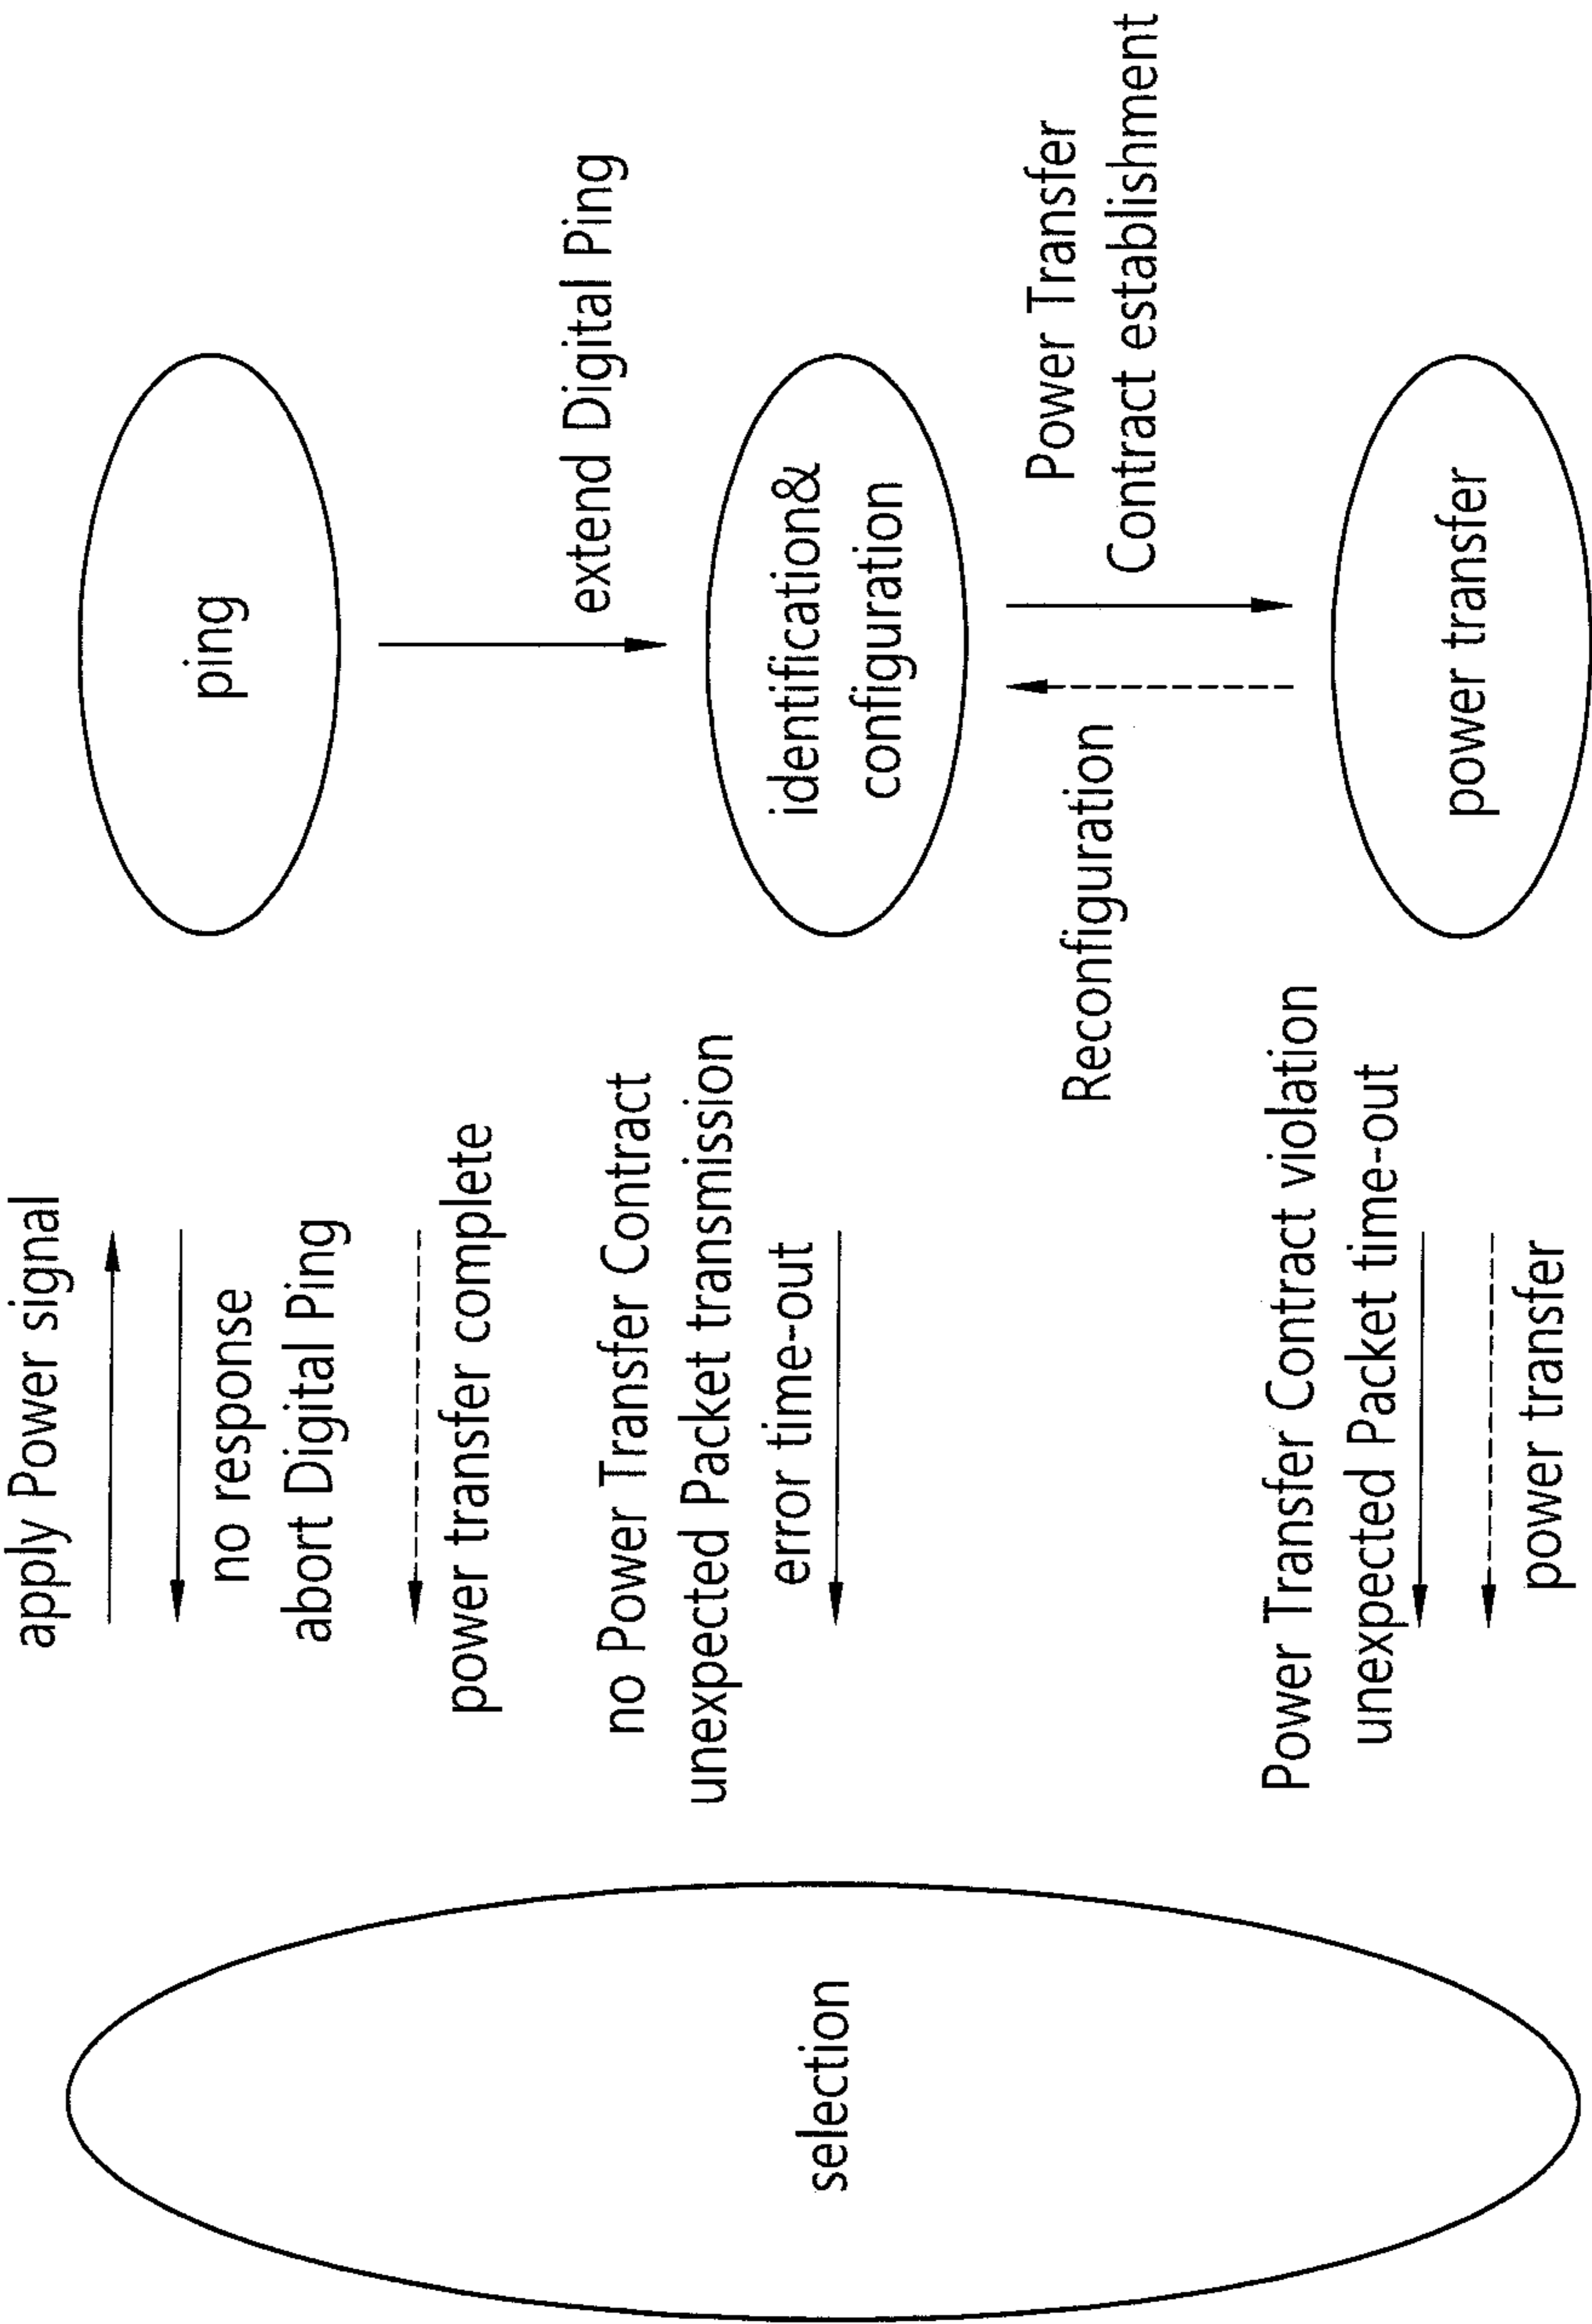 selection
apply Power signal
no response
abort Digital Ping
power transfer complete
no Power Transfer Contract
unexpected Packet transmission
error time-out
Power Transfer Contract violation
unexpected Packet time-out
power transfer
ping
extend Digital Ping
identification&
configuration
Reconfiguration
Power Transfer
Contract establishment
power transfer